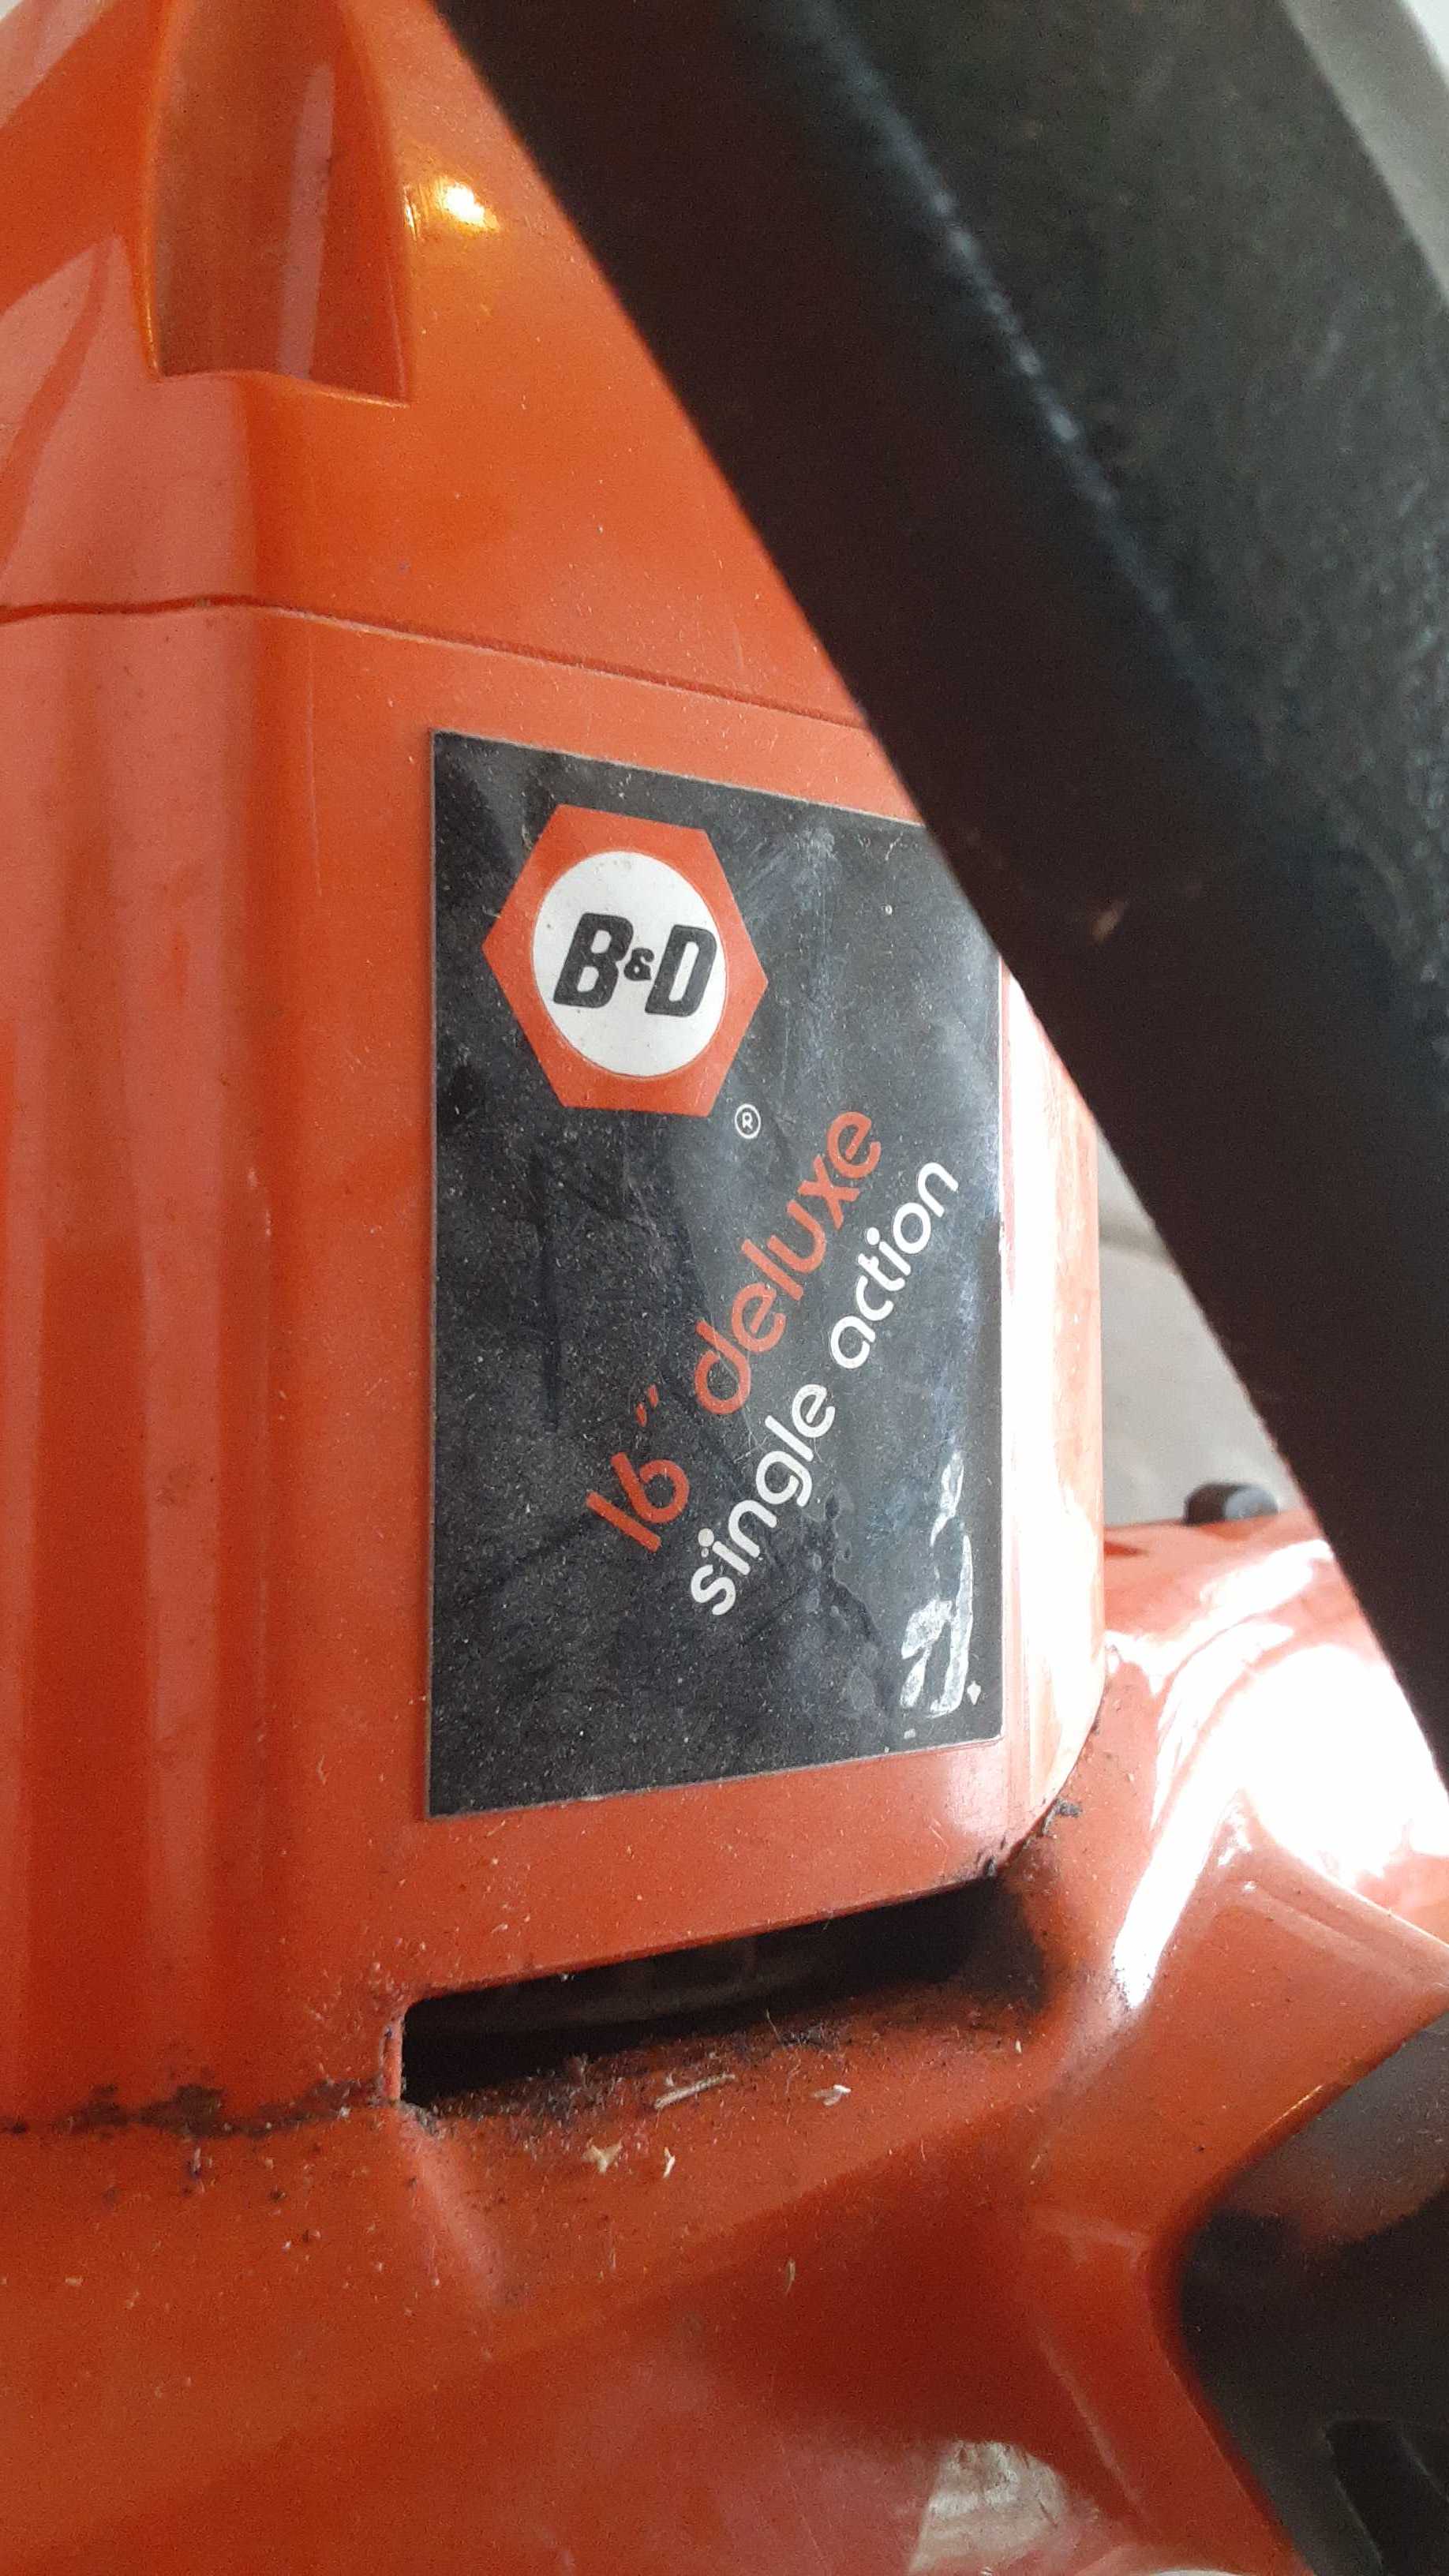 B&D
®
16" deluxe
single action